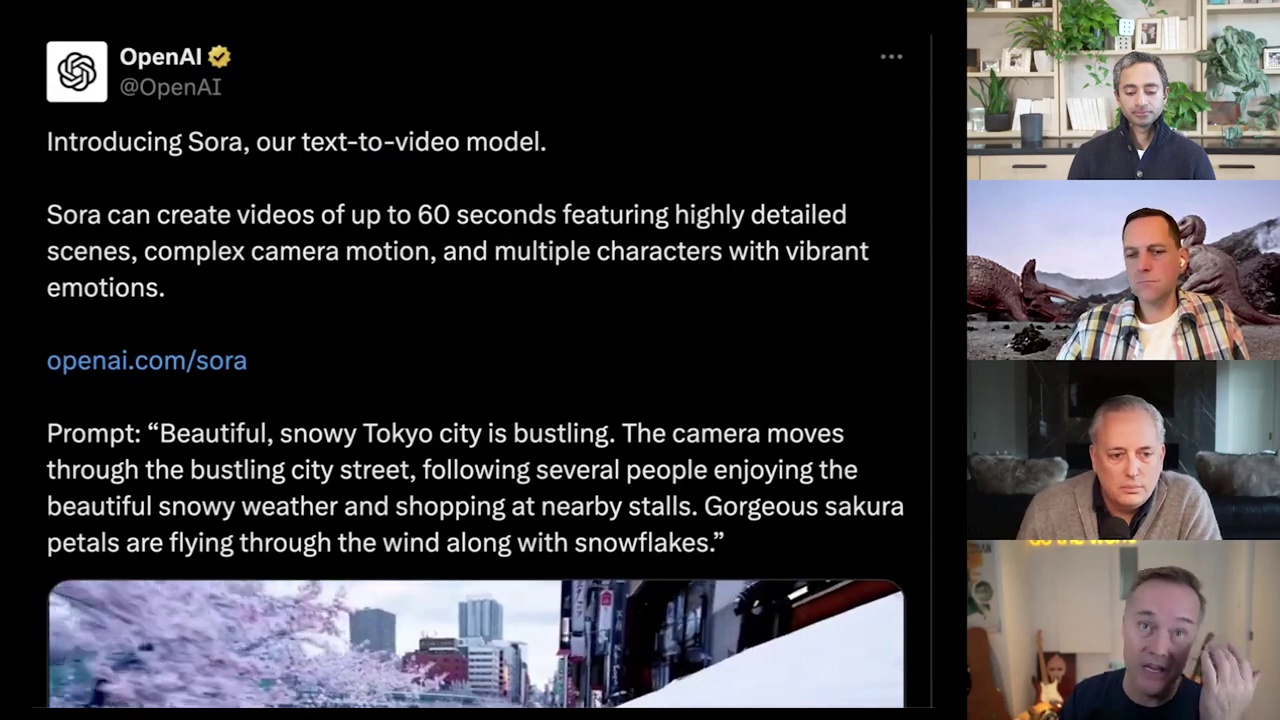 OpenAI
@OpenAI
Introducing Sora, our text-to-video model.
Sora can create videos of up to 60 seconds featuring highly detailed
scenes, complex camera motion, and multiple characters with vibrant
emotions.
openai.com/sora
Prompt: “Beautiful, snowy Tokyo city is bustling. The camera moves
through the bustling city street, following several people enjoying the
beautiful snowy weather and shopping at nearby stalls. Gorgeous sakura
petals are flying through the wind along with snowflakes.”